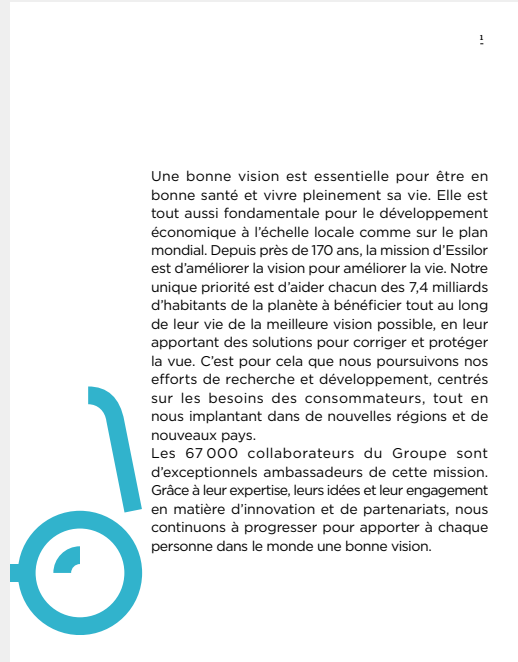 1
Une bonne vision est essentielle pour être en
bonne santé et vivre pleinement sa vie. Elle est
tout aussi fondamentale pour le développement
économique à l’échelle locale comme sur le plan
mondial. Depuis près de 170 ans, la mission d’Essilor
est d’améliorer la vision pour améliorer la vie. Notre
unique priorité est d’aider chacun des 7,4 milliards
d’habitants de la planète à bénéficier tout au long
de leur vie de la meilleure vision possible, en leur
apportant des solutions pour corriger et protéger
la vue. C’est pour cela que nous poursuivons nos
efforts de recherche et développement, centrés
sur les besoins des consommateurs, tout en
nous implantant dans de nouvelles régions et de
nouveaux pays.
Les 67 000 collaborateurs du Groupe sont
d’exceptionnels ambassadeurs de cette mission.
Grâce à leur expertise, leurs idées et leur engagement
en matière d’innovation et de partenariats, nous
continuons à progresser pour apporter à chaque
personne dans le monde une bonne vision.